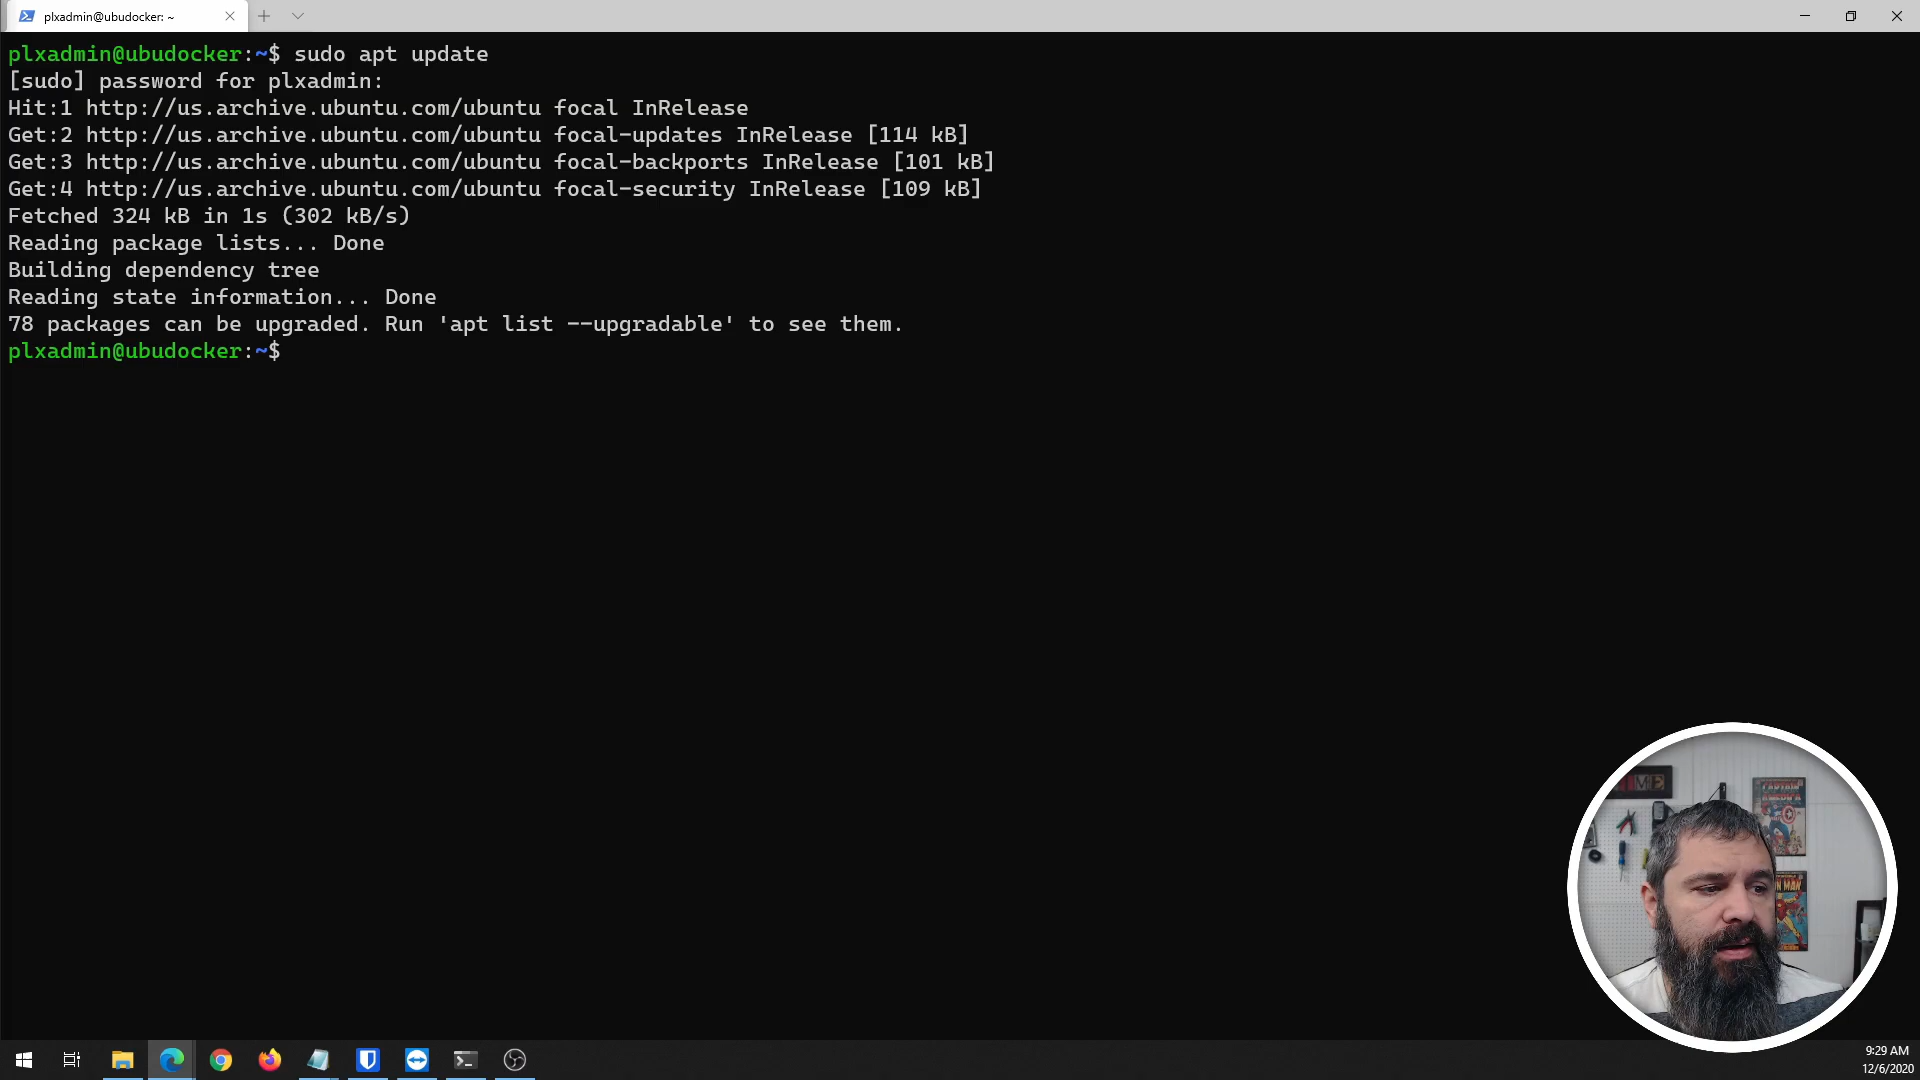 plxadmin@ubudocker: ~
plxadmin@ubudocker:~$ sudo apt update
[sudo] password for plxadmin:
Hit:1 http://us.archive.ubuntu.com/ubuntu focal InRelease
Get:2 http://us.archive.ubuntu.com/ubuntu focal-updates InRelease [114 kB]
Get:3 http://us.archive.ubuntu.com/ubuntu focal-backports InRelease [101 kB]
Get:4 http://us.archive.ubuntu.com/ubuntu focal-security InRelease [109 kB]
Fetched 324 kB in 1s (302 kB/s)
Reading package lists... Done
Building dependency tree
Reading state information... Done
78 packages can be upgraded. Run 'apt list --upgradable' to see them.
plxadmin@ubudocker:~$
CAPTAIN
AMERICA
MAN
9:29 AM
12/6/2020